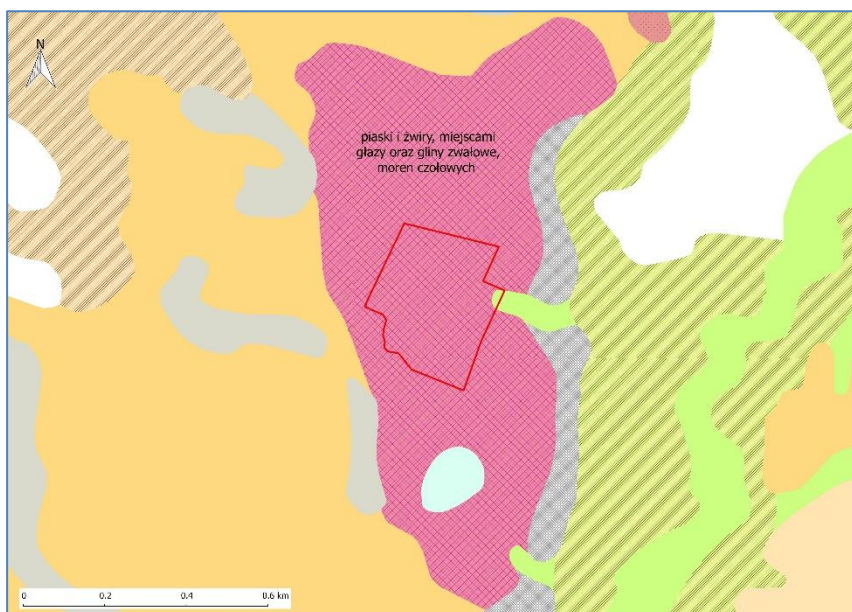 N
piaski i żwiry, miejscami
głazy oraz gliny zwałowe,
moren czołowych
0 0.2 0.4 0.6 km